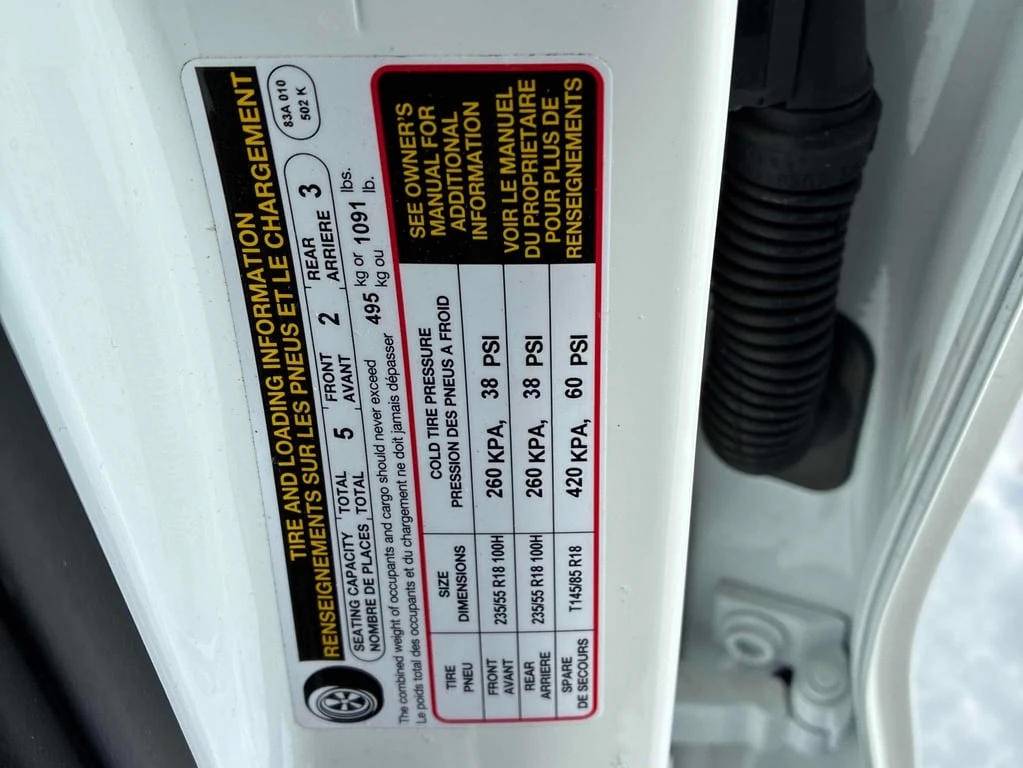 TIRE AND LOADING INFORMATION
RENSEIGNEMENTS SUR LES PNEUS ET LE CHARGEMENT
SEATING CAPACITY TOTAL 5 FRONT 2 REAR 3
NOMBRE DE PLACES TOTAL AVANT ARRIERE
83A 010
502 K
The combined weight of occupants and cargo should never exceed 495 kg or 1091 lbs.
Le poids total des occupants et du chargement ne doit jamais dépasser kg ou lb.
TIRE SIZE COLD TIRE PRESSURE
PNEU DIMENSIONS PRESSION DES PNEUS A FROID
FRONT 235/55 R18 100H 260 KPA, 38 PSI
AVANT
REAR 235/55 R18 100H 260 KPA, 38 PSI
ARRIERE
SPARE T145/85 R18 420 KPA, 60 PSI
DE SECOURS
SEE OWNER'S
MANUAL FOR
ADDITIONAL
INFORMATION
VOIR LE MANUEL
DU PROPRIETAIRE
POUR PLUS DE
RENSEIGNEMENTS